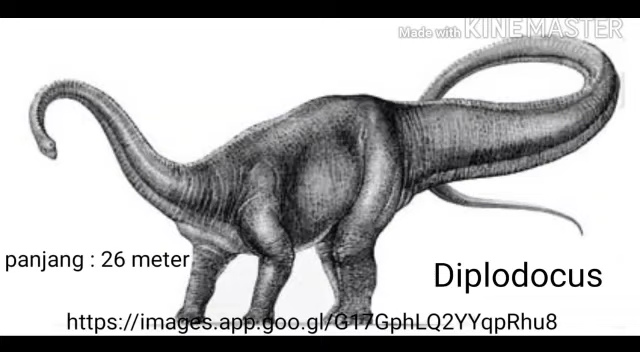 Made with KINEMASTER
panjang : 26 meter
Diplodocus
https://images.app.goo.gl/G17GphLQ2YYqpRhu8